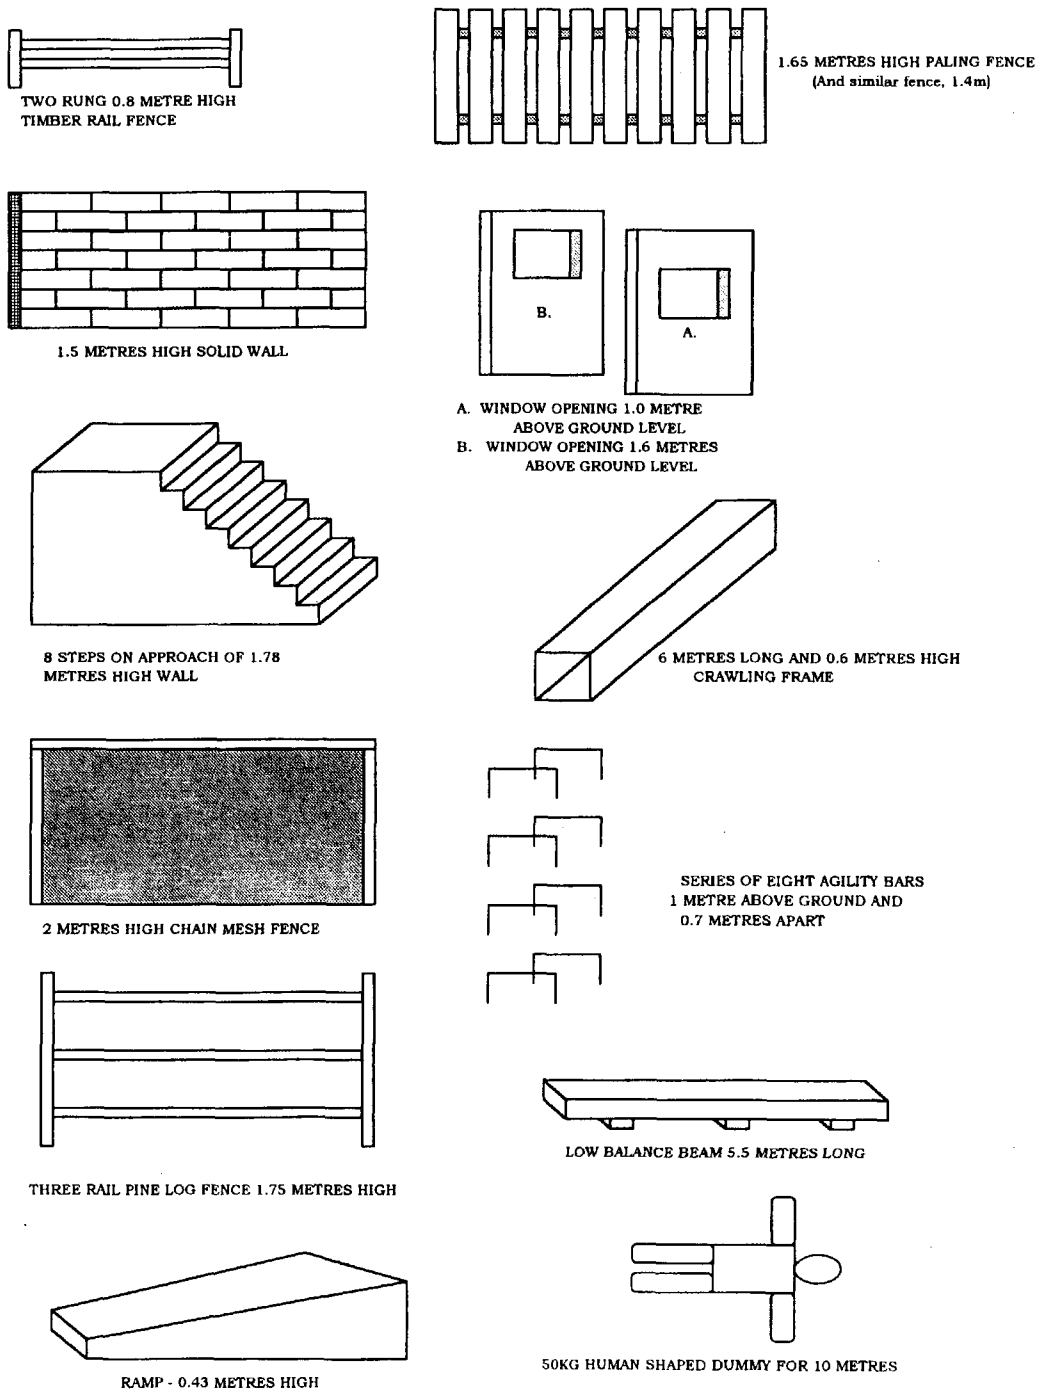 TWO RUNG 0.8 METRE HIGH
TIMBER RAIL FENCE
1.65 METRES HIGH PALING FENCE
(And similar fence, 1.4m)
1.5 METRES HIGH SOLID WALL
B.
A.
A. WINDOW OPENING 1.0 METRE
ABOVE GROUND LEVEL
B. WINDOW OPENING 1.6 METRES
ABOVE GROUND LEVEL
8 STEPS ON APPROACH OF 1.78
METRES HIGH WALL
6 METRES LONG AND 0.6 METRES HIGH
CRAWLING FRAME
2 METRES HIGH CHAIN MESH FENCE
SERIES OF EIGHT AGILITY BARS
1 METRE ABOVE GROUND AND
0.7 METRES APART
THREE RAIL PINE LOG FENCE 1.75 METRES HIGH
LOW BALANCE BEAM 5.5 METRES LONG
RAMP - 0.43 METRES HIGH
50KG HUMAN SHAPED DUMMY FOR 10 METRES